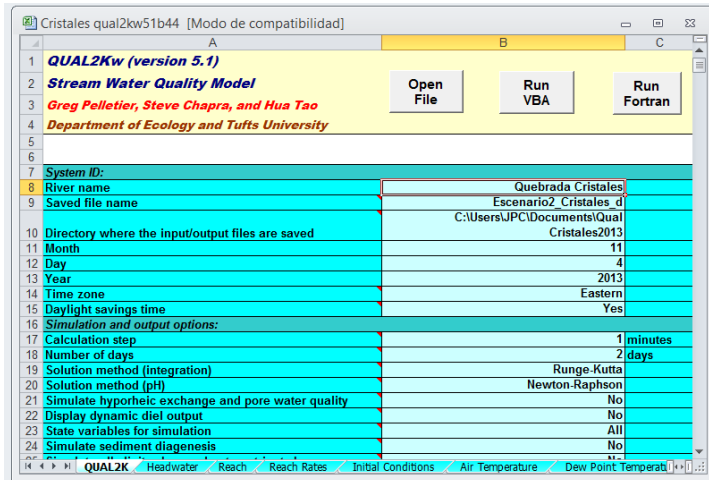 Cristales qual2kw51b44 [Modo de compatibilidad]
A B C
1 QUAL2Kw (version 5.1)
2 Stream Water Quality Model
3 Greg Pelletier, Steve Chapra, and Hua Tao
4 Department of Ecology and Tufts University
Open File
Run VBA
Run Fortran
5
6
7 System ID:
8 River name Quebrada Cristales
9 Saved file name Escenario2_Cristales_d
C:\Users\JPC\Documents\Qual
10 Directory where the input/output files are saved Cristales2013
11 Month 11
12 Day 4
13 Year 2013
14 Time zone Eastern
15 Daylight savings time Yes
16 Simulation and output options:
17 Calculation step 1 minutes
18 Number of days 2 days
19 Solution method (integration) Runge-Kutta
20 Solution method (pH) Newton-Raphson
21 Simulate hyporheic exchange and pore water quality No
22 Display dynamic diel output No
23 State variables for simulation All
24 Simulate sediment diagenesis No
QUAL2K Headwater Reach Reach Rates Initial Conditions Air Temperature Dew Point Temperat